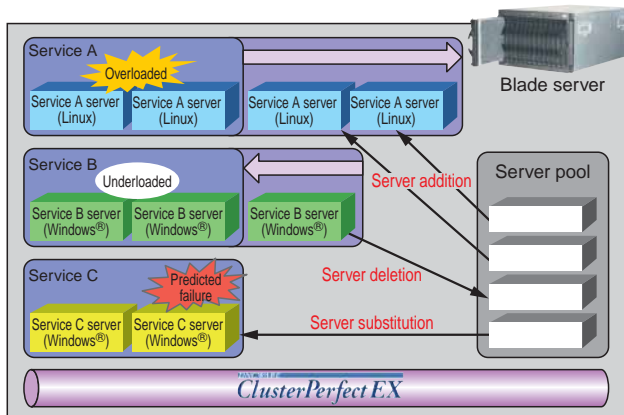 Service A
Overloaded
Service A server
(Linux)
Service A server
(Linux)
Service A server
(Linux)
Service A server
(Linux)
Blade server
Service B
Underloaded
Service B server
(Windows®)
Service B server
(Windows®)
Service B server
(Windows®)
Server addition
Server pool
Server deletion
Service C
Predicted
failure
Service C server
(Windows®)
Service C server
(Windows®)
Server substitution
ClusterPerfect EX